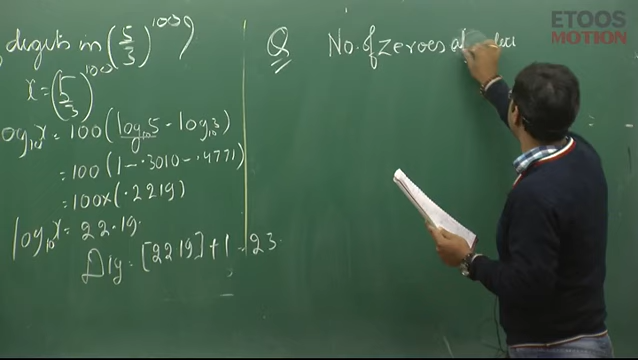 digits in (5/3)^100 ?
x = (5/3)^100
log₁₀x = 100 (log₁₀5 - log₁₀3)
= 100 (1 - .3010 - .4771)
= 100 x (.2219)
log₁₀x = 22.19.
Dig = [22.19] + 1 = 23.
Q No. of zeroes
ETOOS
MOTION